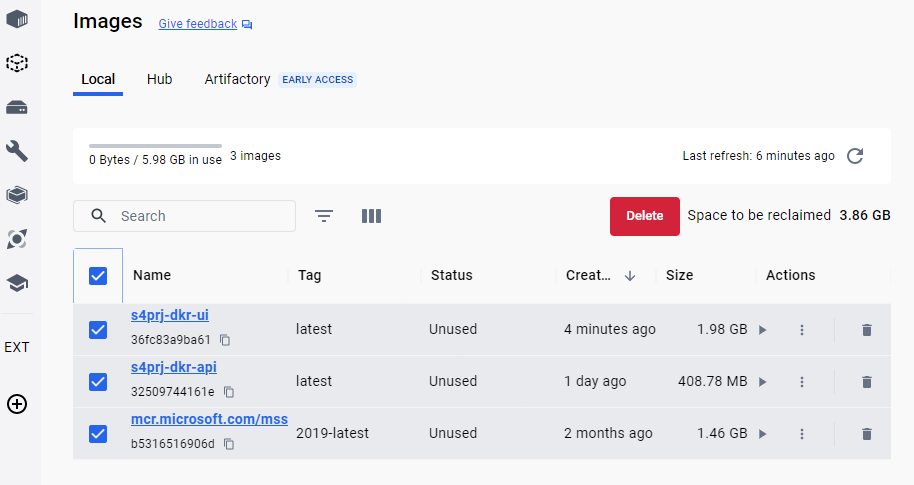 Images Give feedback
Local Hub Artifactory EARLY ACCESS
0 Bytes / 5.98 GB in use 3 images Last refresh: 6 minutes ago
Search Delete Space to be reclaimed 3.86 GB
Name Tag Status Creat... Size Actions
s4prj-dkr-ui
36fc83a9ba61 latest Unused 4 minutes ago 1.98 GB
EXT
s4prj-dkr-api
32509744161e latest Unused 1 day ago 408.78 MB
mcr.microsoft.com/mss
b5316516906d 2019-latest Unused 2 months ago 1.46 GB